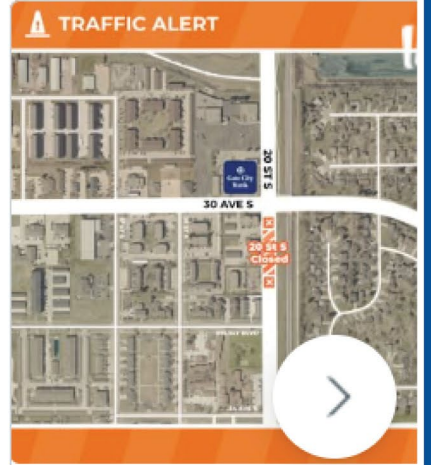 TRAFFIC ALERT
20 ST S
Gate City
Bank
30 AVE S
20 St S
Closed